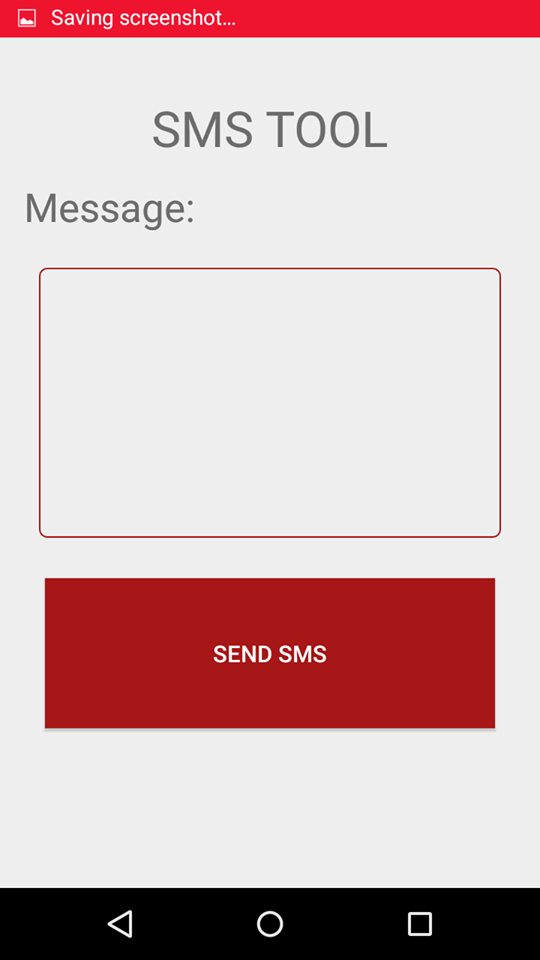 Saving screenshot...
SMS TOOL
Message:
SEND SMS